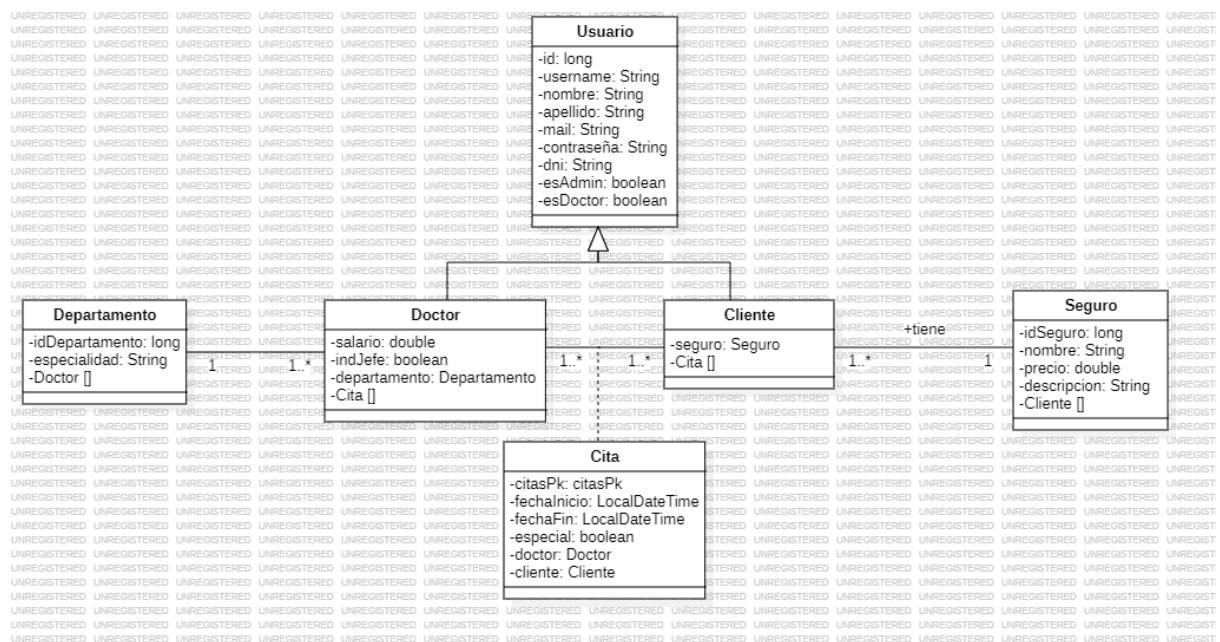 Usuario
-id: long
-username: String
-nombre: String
-apellido: String
-mail: String
-contraseña: String
-dni: String
-esAdmin: boolean
-esDoctor: boolean
Departamento
-idDepartamento: long
-especialidad: String
-Doctor []
1
1..*
Doctor
-salario: double
-indJefe: boolean
-departamento: Departamento
-Cita []
1..*
1..*
Cliente
-seguro: Seguro
-Cita []
+tiene
1..*
1
Seguro
-idSeguro: long
-nombre: String
-precio: double
-descripcion: String
-Cliente []
Cita
-citasPk: citasPk
-fechaInicio: LocalDateTime
-fechaFin: LocalDateTime
-especial: boolean
-doctor: Doctor
-cliente: Cliente
UNREGISTERED